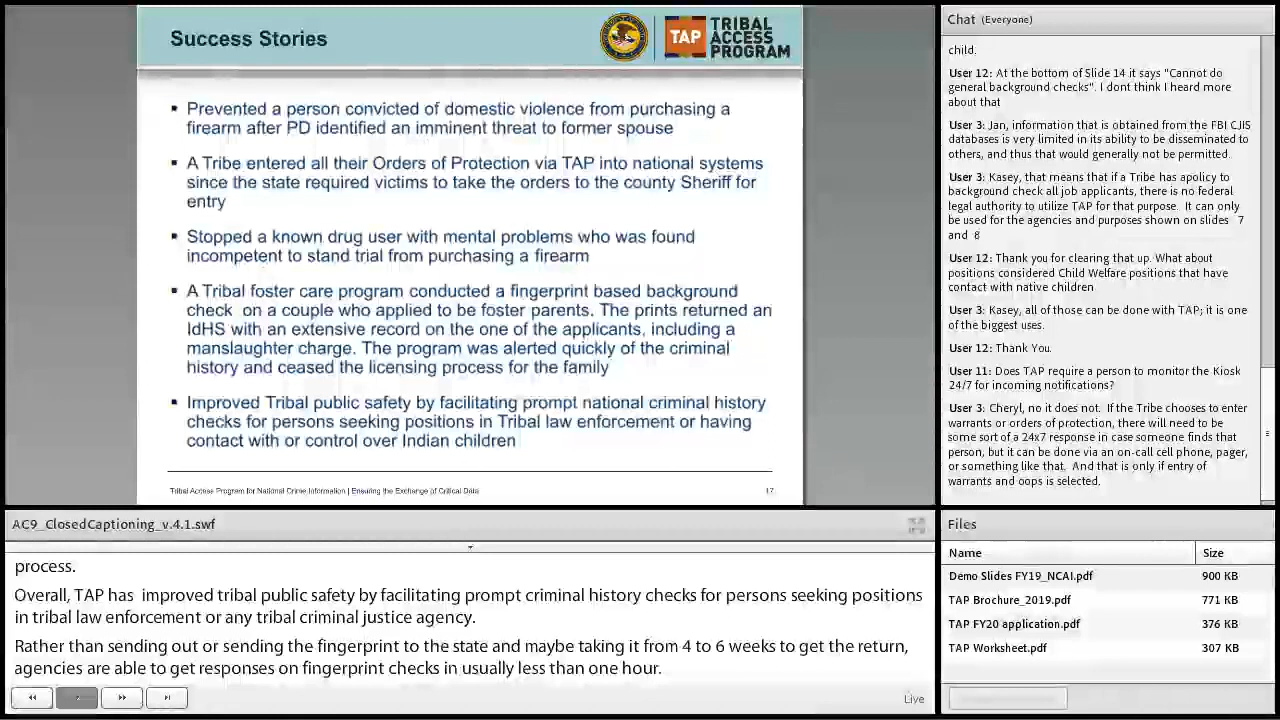 Success Stories
TAP
TRIBAL
ACCESS
PROGRAM
▪ Prevented a person convicted of domestic violence from purchasing a
firearm after PD identified an imminent threat to former spouse
▪ A Tribe entered all their Orders of Protection via TAP into national systems
since the state required victims to take the orders to the county Sheriff for
entry
▪ Stopped a known drug user with mental problems who was found
incompetent to stand trial from purchasing a firearm
▪ A Tribal foster care program conducted a fingerprint based background
check on a couple who applied to be foster parents. The prints returned an
IdHS with an extensive record on the one of the applicants, including a
manslaughter charge. The program was alerted quickly of the criminal
history and ceased the licensing process for the family
▪ Improved Tribal public safety by facilitating prompt national criminal history
checks for persons seeking positions in Tribal law enforcement or having
contact with or control over Indian children
Tribal Access Program for National Crime Information | Ensuring the Exchange of Critical Data
17
Chat (Everyone)
child.
User 12: At the bottom of Slide 14 it says "Cannot do
general background checks". I dont think I heard more
about that
User 3: Jan, information that is obtained from the FBI CJIS
databases is very limited in its ability to be disseminated to
others, and thus that would generally not be permitted.
User 3: Kasey, that means that if a Tribe has apolicy to
background check all job applicants, there is no federal
legal authority to utilize TAP for that purpose. It can only
be used for the agencies and purposes shown on slides 7
and 8
User 12: Thank you for clearing that up. What about
positions considered Child Welfare positions that have
contact with native children
User 3: Kasey, all of those can be done with TAP; it is one
of the biggest uses.
User 12: Thank You.
User 11: Does TAP require a person to monitor the Kiosk
24/7 for incoming notifications?
User 3: Cheryl, no it does not. If the Tribe chooses to enter
warrants or orders of protection, there will need to be
some sort of a 24x7 response in case someone finds that
person, but it can be done via an on-call cell phone, pager,
or something like that. And that is only if entry of
warrants and oops is selected.
AC9_ClosedCaptioning_v.4.1.swf
process.
Overall, TAP has improved tribal public safety by facilitating prompt criminal history checks for persons seeking positions
in tribal law enforcement or any tribal criminal justice agency.
Rather than sending out or sending the fingerprint to the state and maybe taking it from 4 to 6 weeks to get the return,
agencies are able to get responses on fingerprint checks in usually less than one hour.
Live
Files
Name Size
Demo Slides FY19_NCAI.pdf 900 KB
TAP Brochure_2019.pdf 771 KB
TAP FY20 application.pdf 376 KB
TAP Worksheet.pdf 307 KB